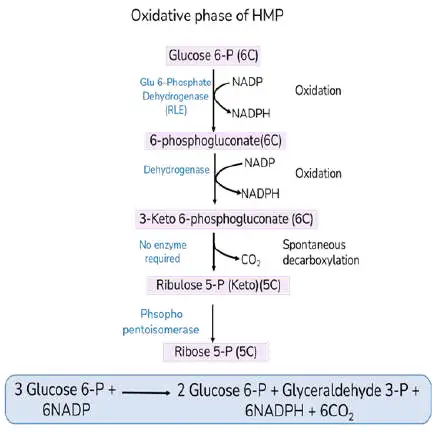 Oxidative phase of HMP
Glucose 6-P (6C)
Glu 6-Phosphate
Dehydrogenase
(RLE)
NADP
NADPH
Oxidation
6-phosphogluconate(6C)
Dehydrogenase
NADP
NADPH
Oxidation
3-Keto 6-phosphogluconate (6C)
No enzyme
required
CO₂
Spontaneous
decarboxylation
Ribulose 5-P (Keto)(5C)
Phsopho
pentoisomerase
Ribose 5-P (5C)
3 Glucose 6-P + → 2 Glucose 6-P + Glyceraldehyde 3-P +
6NADP 6NADPH + 6CO₂